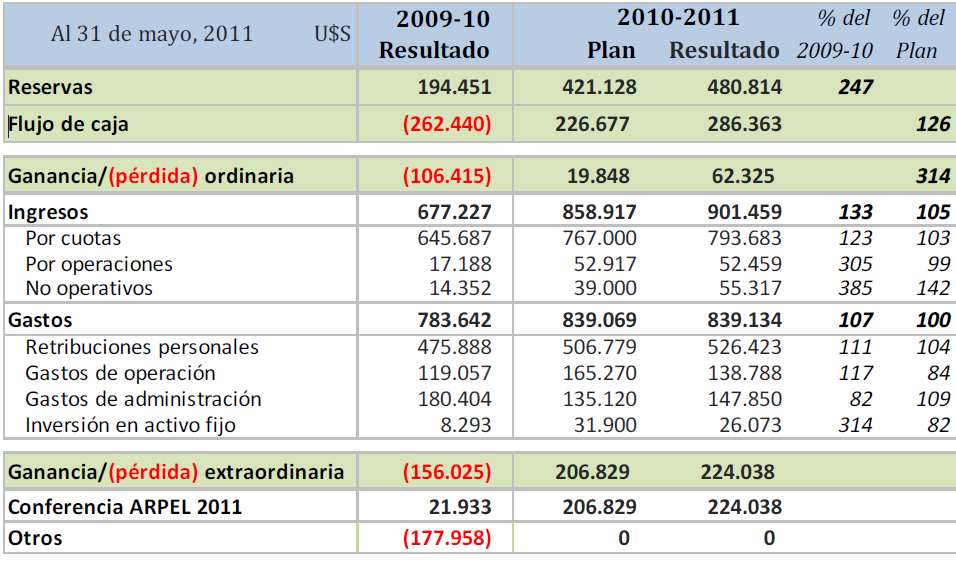 Al 31 de mayo, 2011 U$S 2009-10 2010-2011 % del % del
Resultado Plan Resultado 2009-10 Plan
Reservas 194.451 421.128 480.814 247
Flujo de caja (262.440) 226.677 286.363 126
Ganancia/(pérdida) ordinaria (106.415) 19.848 62.325 314
Ingresos 677.227 858.917 901.459 133 105
Por cuotas 645.687 767.000 793.683 123 103
Por operaciones 17.188 52.917 52.459 305 99
No operativos 14.352 39.000 55.317 385 142
Gastos 783.642 839.069 839.134 107 100
Retribuciones personales 475.888 506.779 526.423 111 104
Gastos de operación 119.057 165.270 138.788 117 84
Gastos de administración 180.404 135.120 147.850 82 109
Inversión en activo fijo 8.293 31.900 26.073 314 82
Ganancia/(pérdida) extraordinaria (156.025) 206.829 224.038
Conferencia ARPEL 2011 21.933 206.829 224.038
Otros (177.958) 0 0